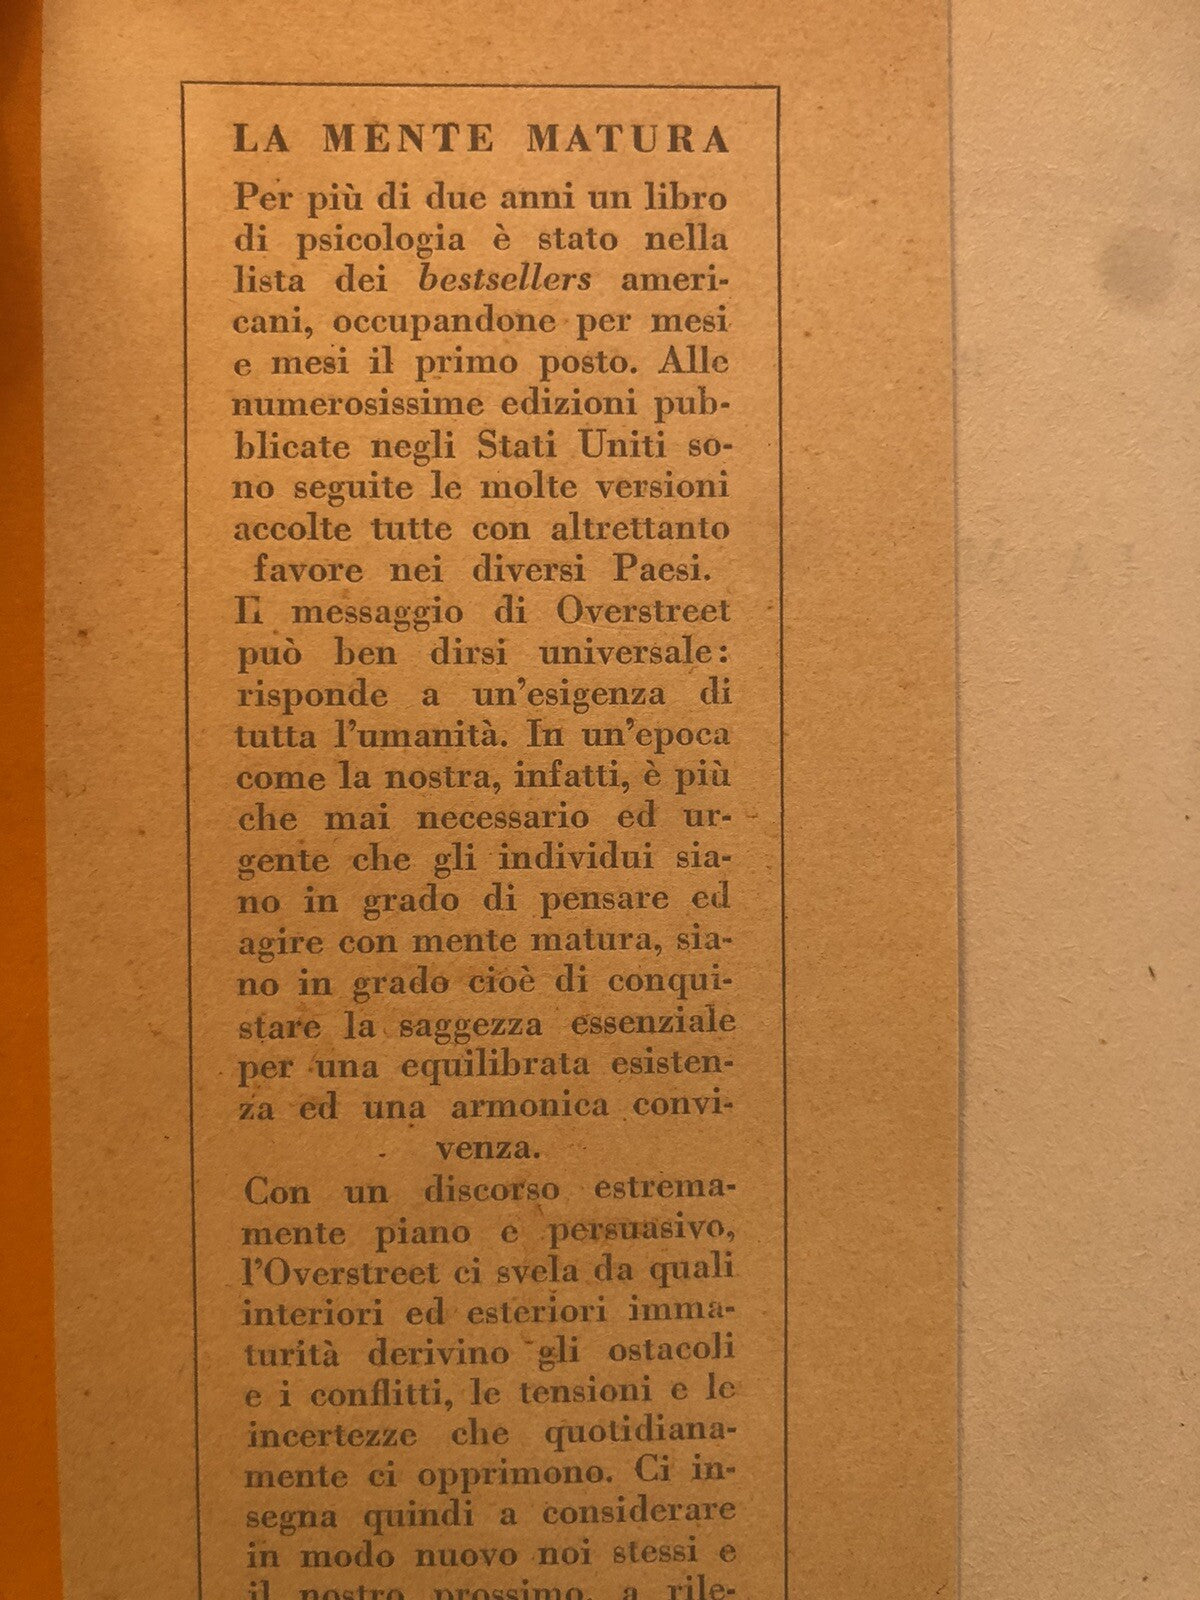 LA MENTE MATURA
Per più di due anni un libro
di psicologia è stato nella
lista dei bestsellers ameri-
cani, occupandone per mesi
e mesi il primo posto. Alle
numerosissime edizioni pub-
blicate negli Stati Uniti so-
no seguite le molte versioni
accolte tutte con altrettanto
favore nei diversi Paesi.
Il messaggio di Overstreet
può ben dirsi universale:
risponde a un'esigenza di
tutta l'umanità. In un'epoca
come la nostra, infatti, è più
che mai necessario ed ur-
gente che gli individui sia-
no in grado di pensare ed
agire con mente matura, sia-
no in grado cioè di conqui-
stare la saggezza essenziale
per una equilibrata esisten-
za ed una armonica convi-
venza.
Con un discorso estrema-
mente piano e persuasivo,
l'Overstreet ci svela da quali
interiori ed esteriori imma-
turità derivino gli ostacoli
e i conflitti, le tensioni e le
incertezze che quotidiana-
mente ci opprimono. Ci in-
segna quindi a considerare
in modo nuovo noi stessi e
il nostro prossimo, a rile-